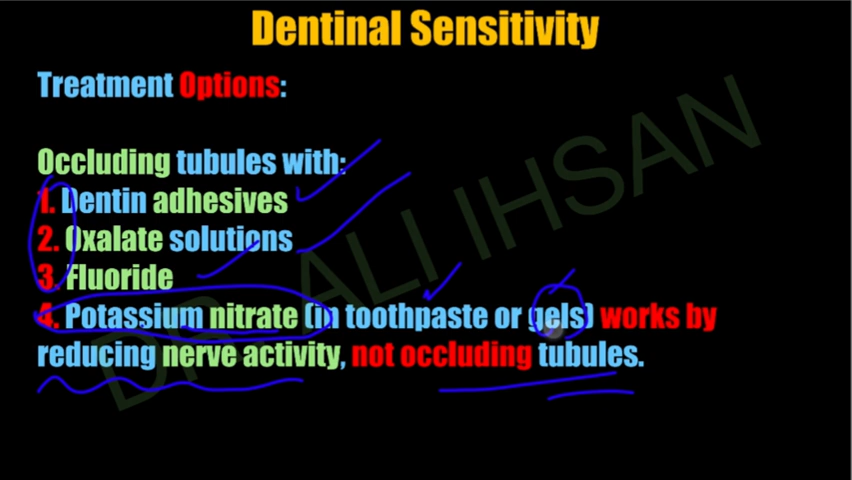 Dentinal Sensitivity
Treatment Options:
Occluding tubules with:
1. Dentin adhesives
2. Oxalate solutions
3. Fluoride
4. Potassium nitrate (in toothpaste or gels) works by
reducing nerve activity, not occluding tubules.
DR ALI IHSAN